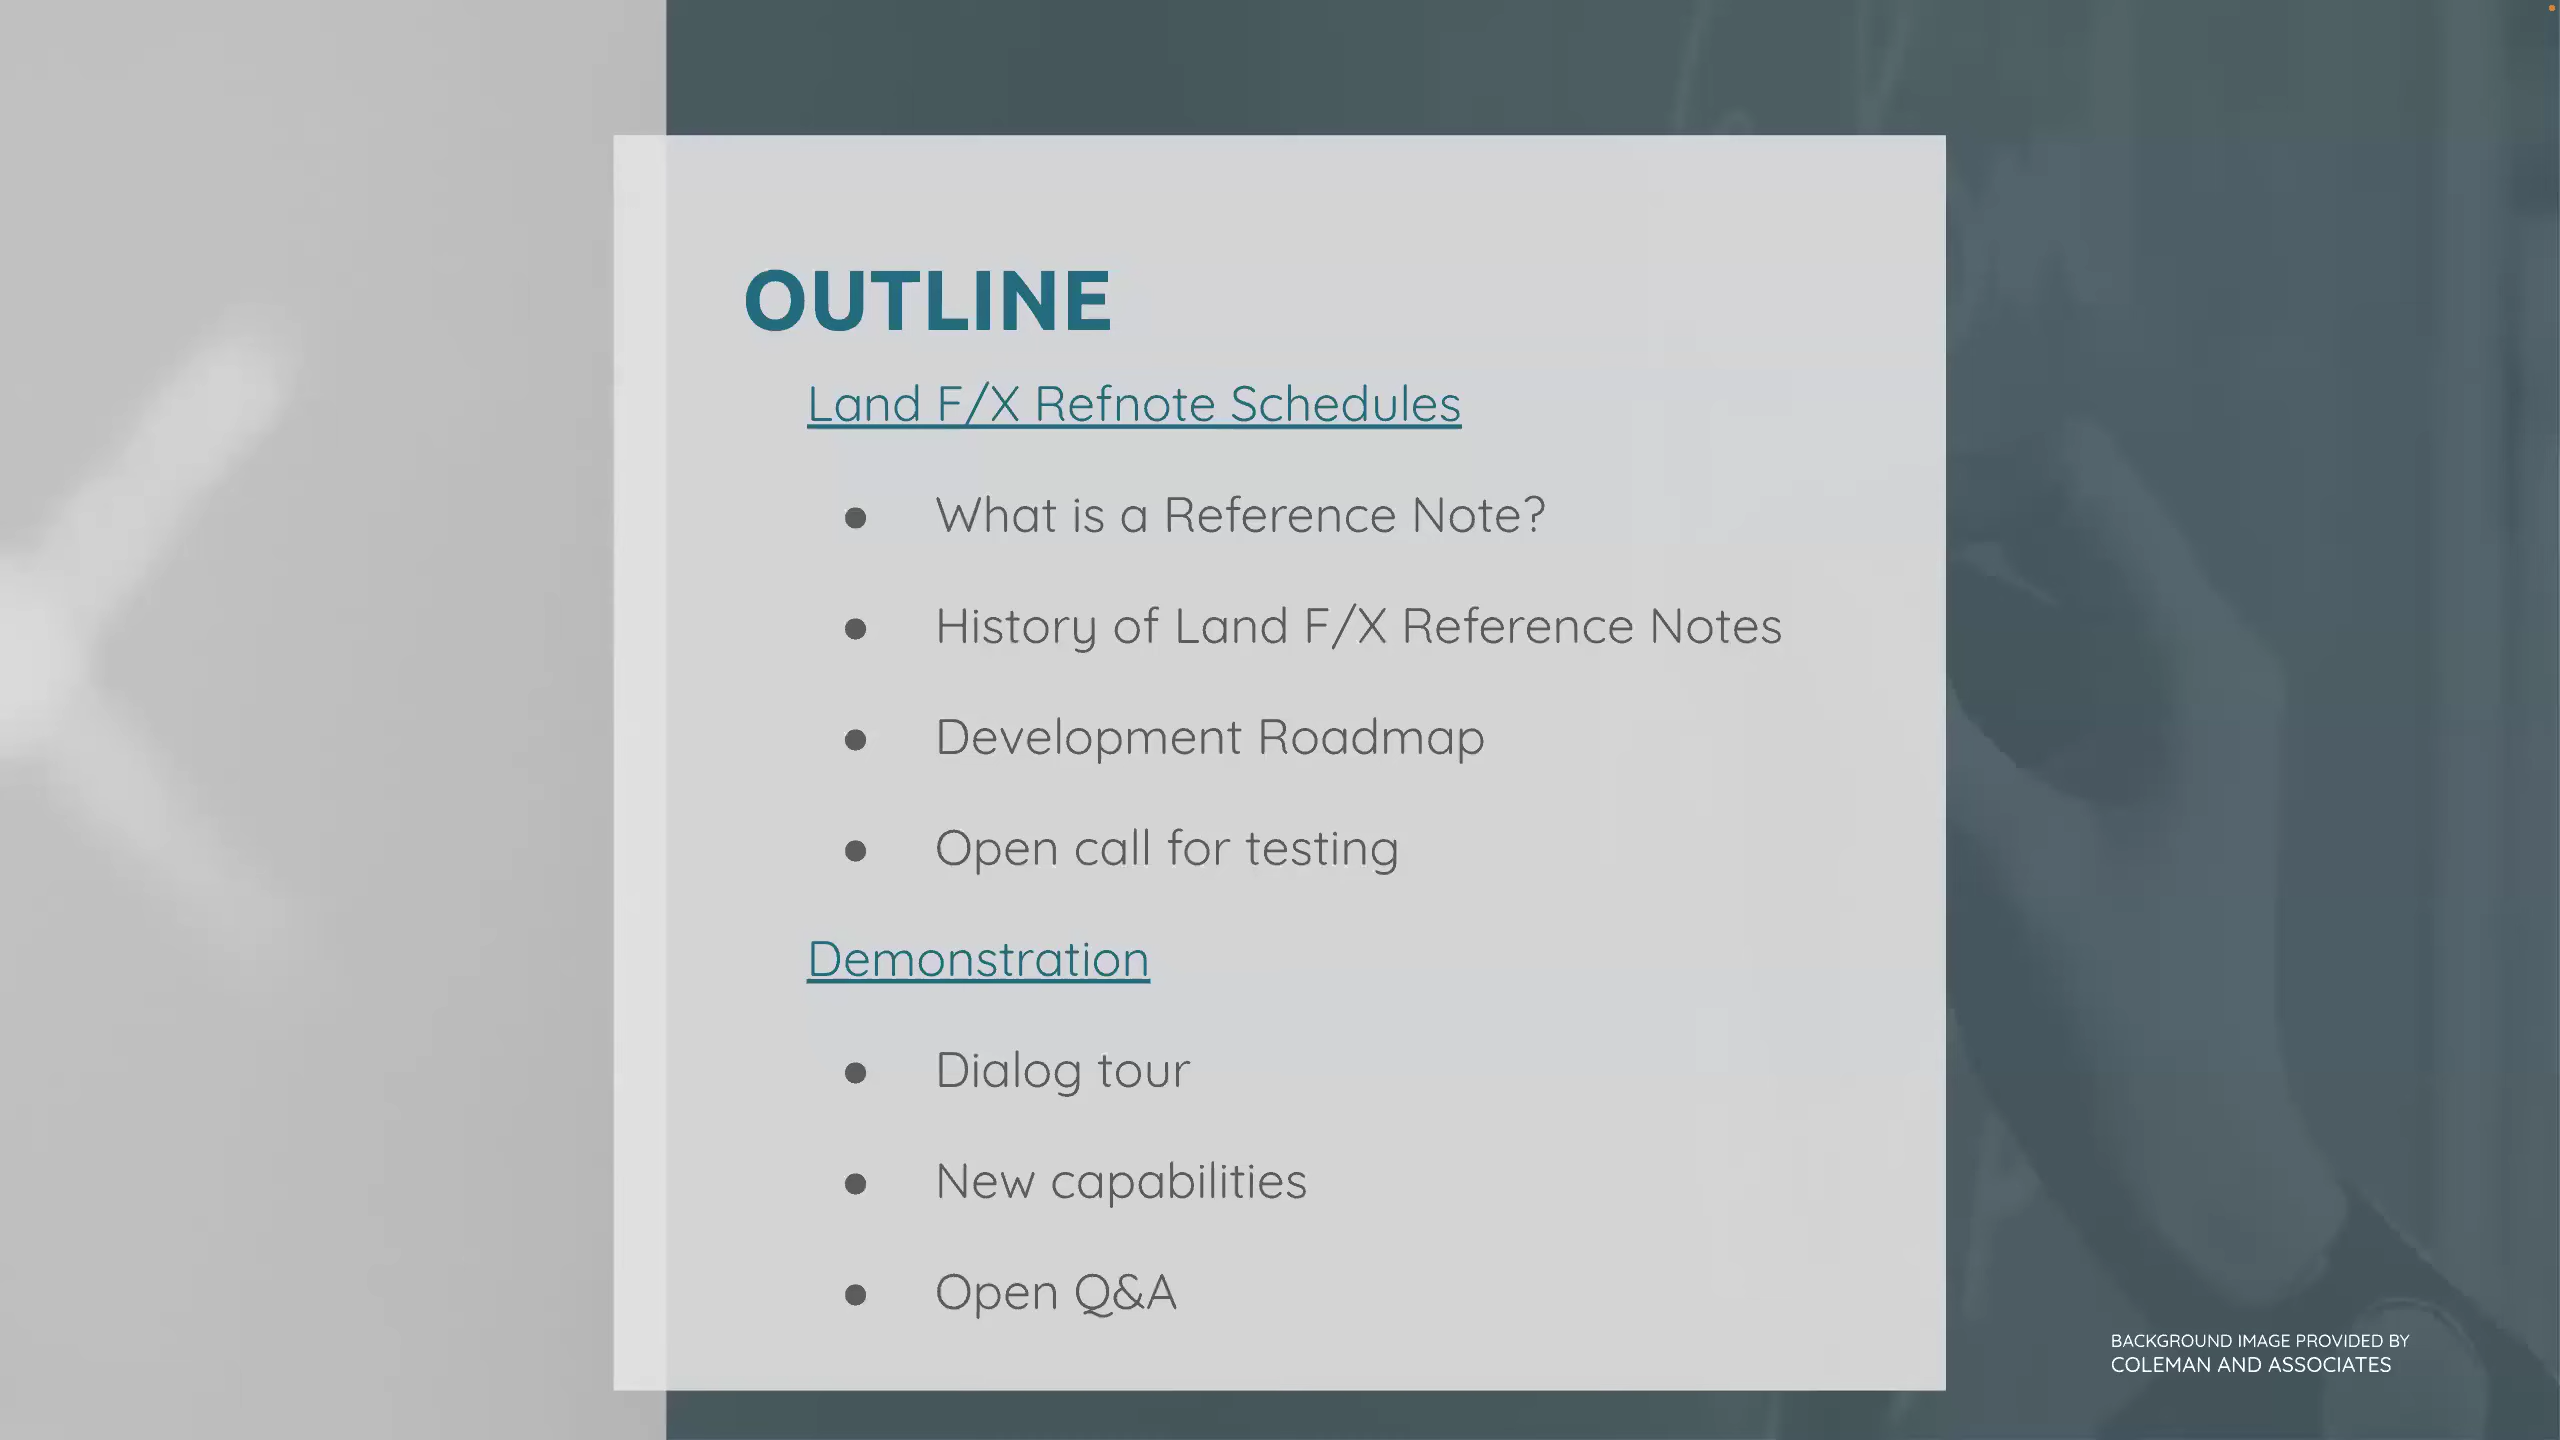 OUTLINE
Land F/X Refnote Schedules
● What is a Reference Note?
● History of Land F/X Reference Notes
● Development Roadmap
● Open call for testing
Demonstration
● Dialog tour
● New capabilities
● Open Q&A
BACKGROUND IMAGE PROVIDED BY
COLEMAN AND ASSOCIATES